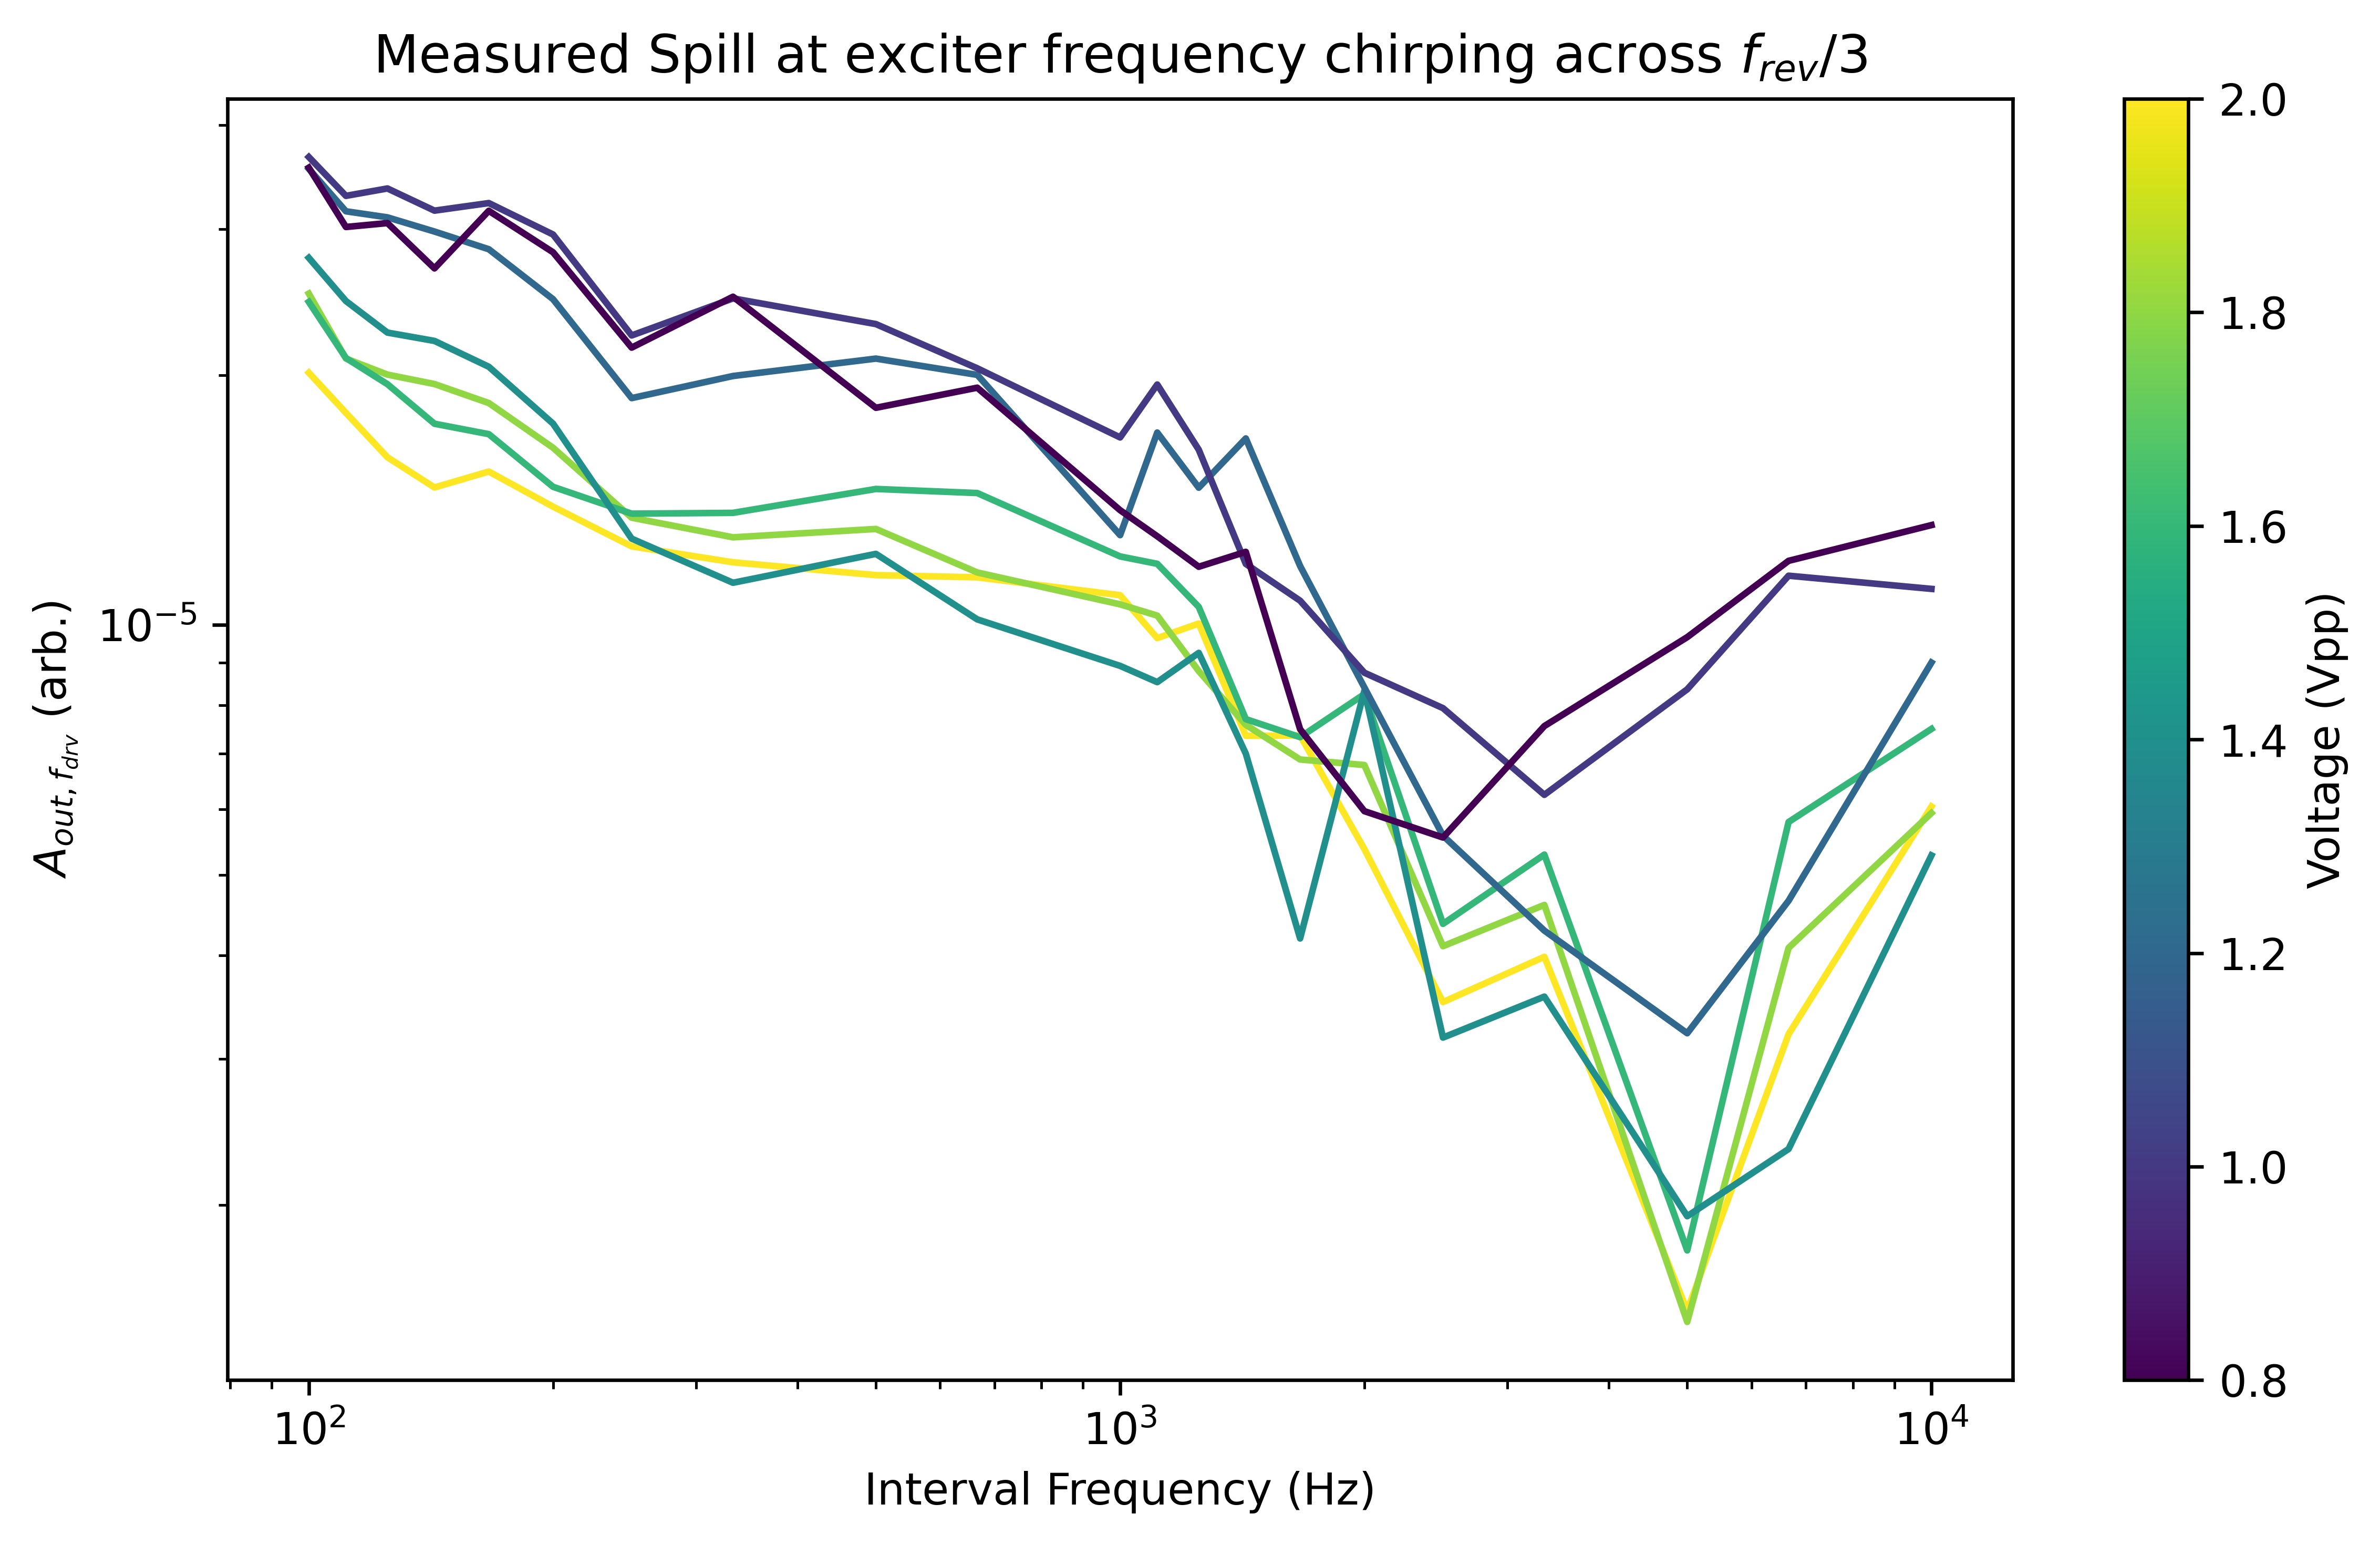 Measured Spill at exciter frequency chirping across $f_{rev}/3$
$A_{out, f_{drv}}$ (arb.)
$10^{-5}$
$10^2$ $10^3$ $10^4$
Interval Frequency (Hz)
2.0
1.8
1.6
1.4
1.2
1.0
0.8
Voltage (Vpp)